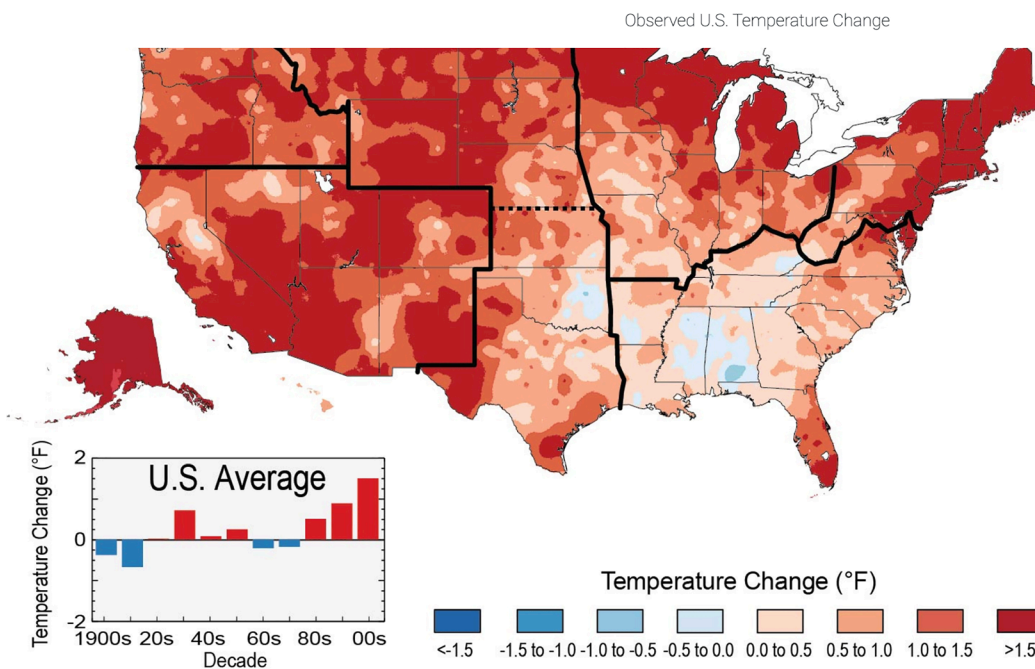 Observed U.S. Temperature Change
U.S. Average
Temperature Change (°F)
2
0
-2
1900s 20s 40s 60s 80s 00s
Decade
Temperature Change (°F)
<-1.5 -1.5 to -1.0 -1.0 to -0.5 -0.5 to 0.0 0.0 to 0.5 0.5 to 1.0 1.0 to 1.5 >1.5